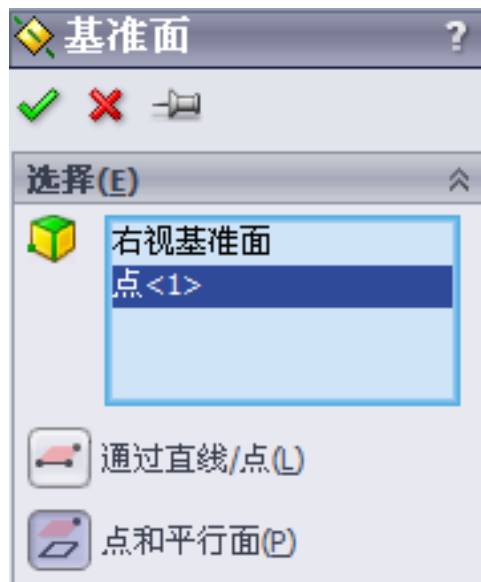 基准面 ?
选择(E)
右视基准面
点<1>
通过直线/点(L)
点和平行面(P)